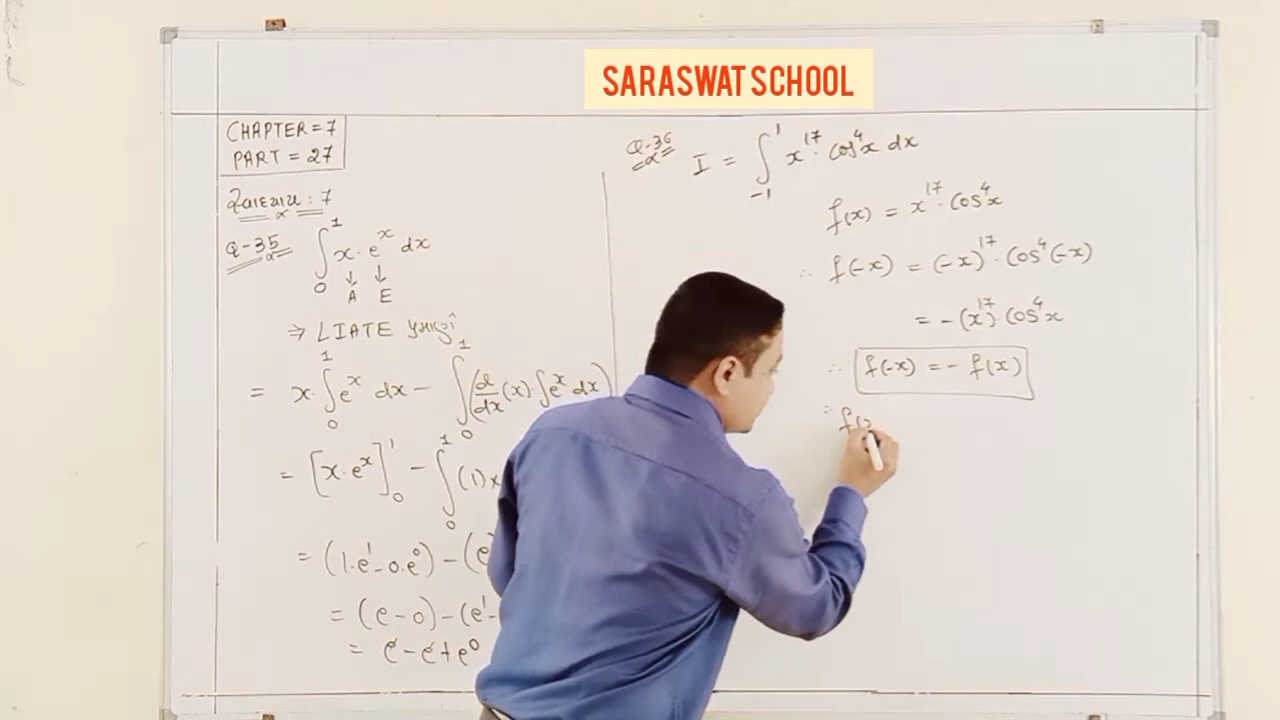 SARASWAT SCHOOL
CHAPTER = 7
PART = 27
સ્વાધ્યાય : 7
Q-35 ∫₀¹ x · eˣ dx
↓ ↓
A E
⇒ LIATE મુજબ
= x · ∫₀¹ eˣ dx − ∫₀¹ (d/dx (x) · ∫ eˣ dx)
= [x · eˣ]₀¹ − ∫₀¹ (1) x
= (1 · e¹ − 0 · e⁰) − (e
= (e − 0) − (e¹ −
= e − e + e⁰
Q-36 I = ∫₋₁¹ x¹⁷ · cos⁴x dx
f(x) = x¹⁷ · cos⁴x
∴ f(-x) = (-x)¹⁷ · cos⁴(-x)
= -(x¹⁷) · cos⁴x
∴ f(-x) = - f(x)
∴ f(